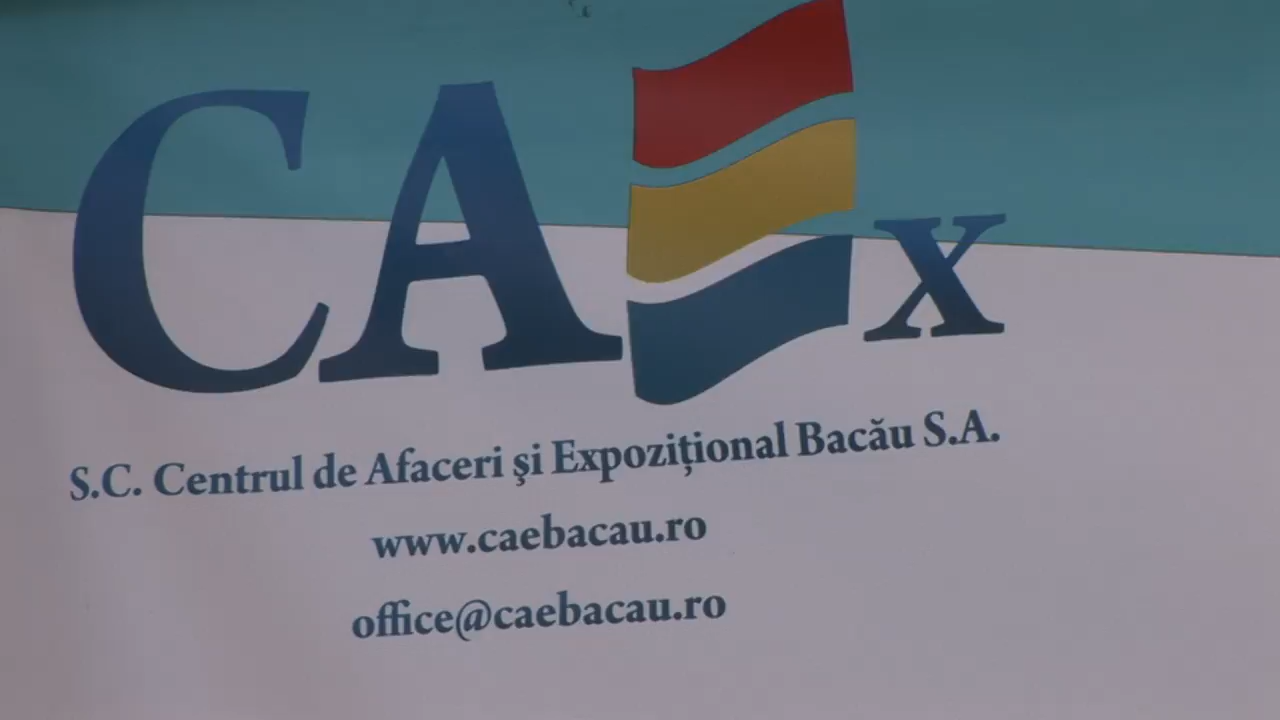 CAEx
S.C. Centrul de Afaceri şi Expoziţional Bacău S.A.
www.caebacau.ro
office@caebacau.ro